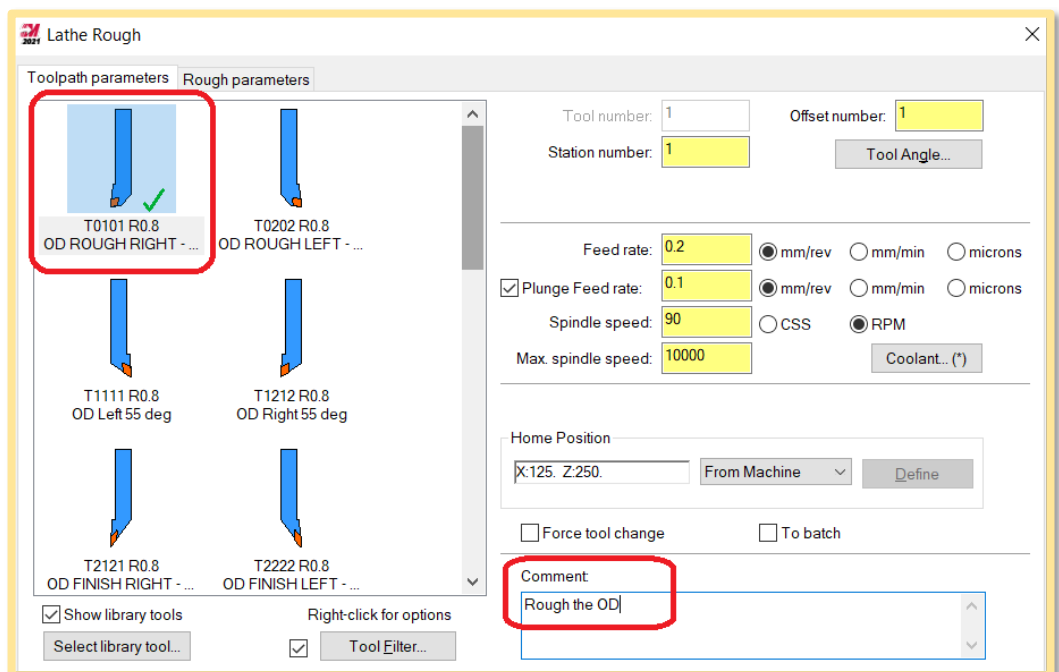 2021 Lathe Rough
Toolpath parameters Rough parameters
T0101 R0.8
OD ROUGH RIGHT - ...
T0202 R0.8
OD ROUGH LEFT - ...
T1111 R0.8
OD Left 55 deg
T1212 R0.8
OD Right 55 deg
T2121 R0.8
OD FINISH RIGHT - ...
T2222 R0.8
OD FINISH LEFT - ...
Show library tools
Right-click for options
Select library tool...
Tool Filter...
Tool number: 1
Offset number: 1
Station number: 1
Tool Angle...
Feed rate: 0.2 mm/rev mm/min microns
Plunge Feed rate: 0.1 mm/rev mm/min microns
Spindle speed: 90 CSS RPM
Max. spindle speed: 10000 Coolant... (*)
Home Position
X:125. Z:250. From Machine Define
Force tool change To batch
Comment:
Rough the OD